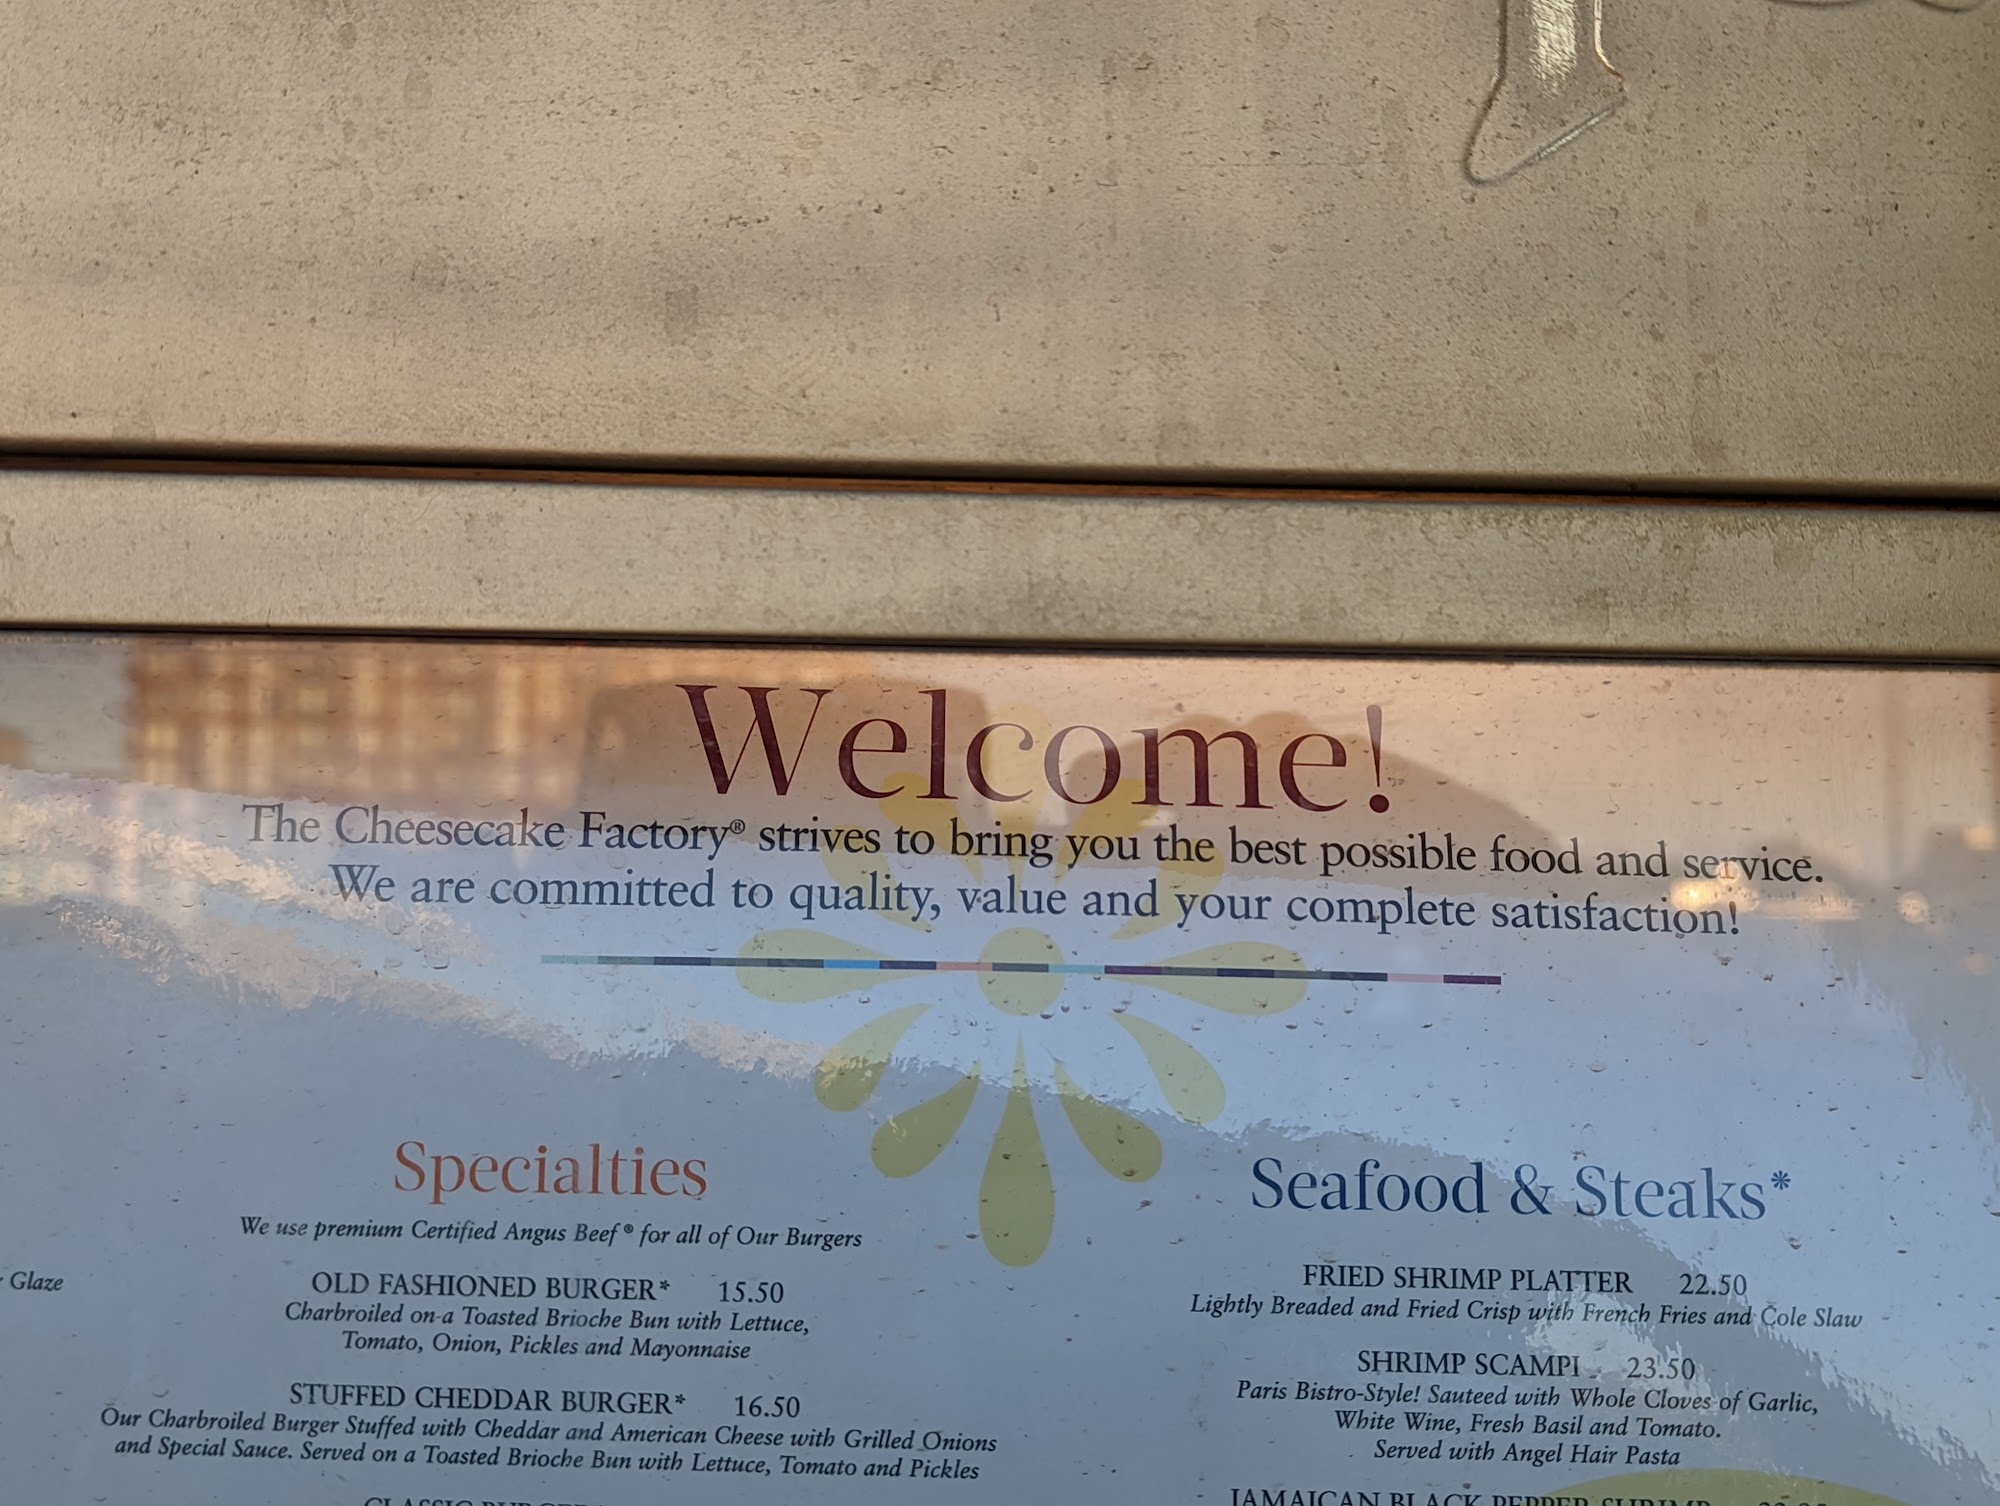 Welcome!
The Cheesecake Factory® strives to bring you the best possible food and service.
We are committed to quality, value and your complete satisfaction!
Specialties
We use premium Certified Angus Beef® for all of Our Burgers
Glaze
OLD FASHIONED BURGER* 15.50
Charbroiled on a Toasted Brioche Bun with Lettuce,
Tomato, Onion, Pickles and Mayonnaise
STUFFED CHEDDAR BURGER* 16.50
Our Charbroiled Burger Stuffed with Cheddar and American Cheese with Grilled Onions
and Special Sauce. Served on a Toasted Brioche Bun with Lettuce, Tomato and Pickles
Seafood & Steaks*
FRIED SHRIMP PLATTER 22.50
Lightly Breaded and Fried Crisp with French Fries and Cole Slaw
SHRIMP SCAMPI 23.50
Paris Bistro-Style! Sauteed with Whole Cloves of Garlic,
White Wine, Fresh Basil and Tomato.
Served with Angel Hair Pasta
JAMAICAN BLACK PEPPER SHRIMP